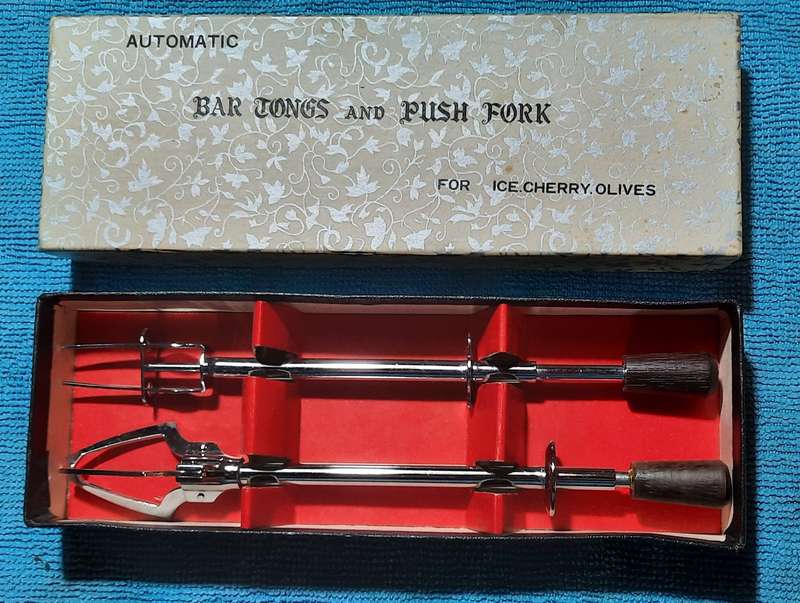 AUTOMATIC
BAR TONGS AND PUSH FORK
FOR ICE.CHERRY.OLIVES